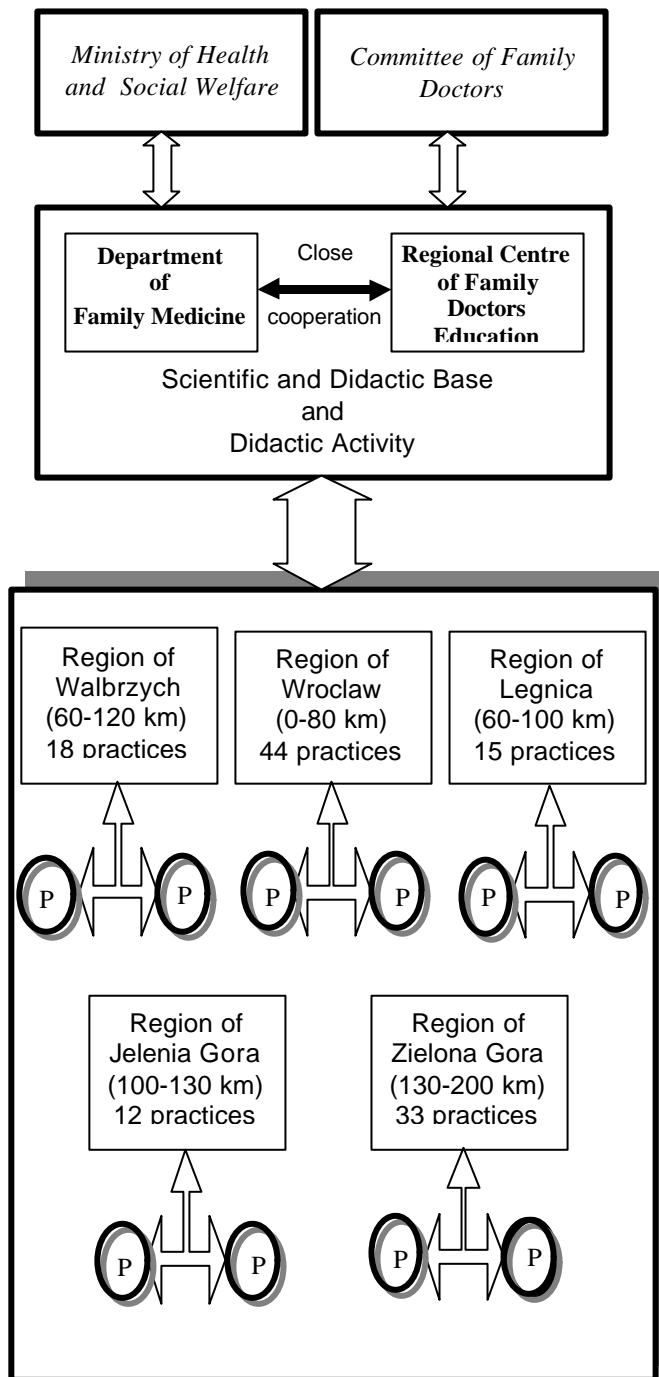 Ministry of Health
and Social Welfare
Committee of Family
Doctors
Department
of
Family Medicine
Close
cooperation
Regional Centre
of Family
Doctors
Education
Scientific and Didactic Base
and
Didactic Activity
Region of
Walbrzych
(60-120 km)
18 practices
Region of
Wroclaw
(0-80 km)
44 practices
Region of
Legnica
(60-100 km)
15 practices
P
P
P
P
P
P
Region of
Jelenia Gora
(100-130 km)
12 practices
Region of
Zielona Gora
(130-200 km)
33 practices
P
P
P
P